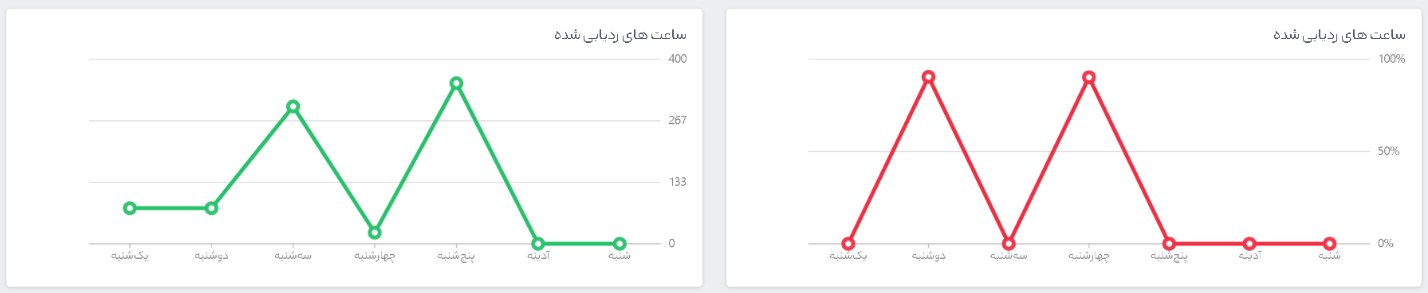 ساعت های ردیابی شده
100%
50%
0%
شنبه
آدینه
پنج‌شنبه
چهارشنبه
سه‌شنبه
دوشنبه
یک‌شنبه
ساعت های ردیابی شده
400
267
133
0
شنبه
آدینه
پنج‌شنبه
چهارشنبه
سه‌شنبه
دوشنبه
یک‌شنبه